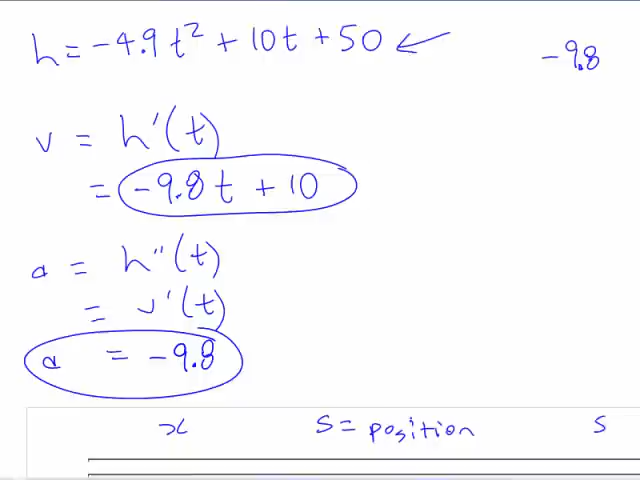 h = -4.9t² + 10t + 50
-9.8
v = h'(t)
= -9.8t + 10
a = h''(t)
= v'(t)
a = -9.8
x s = position s